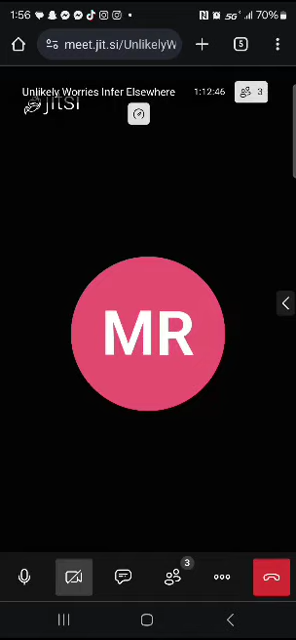 1:56 5G 70%
meet.jit.si/UnlikelyW 5
Unlikely Worries Infer Elsewhere 1:12:46 3
jitsi
MR
3